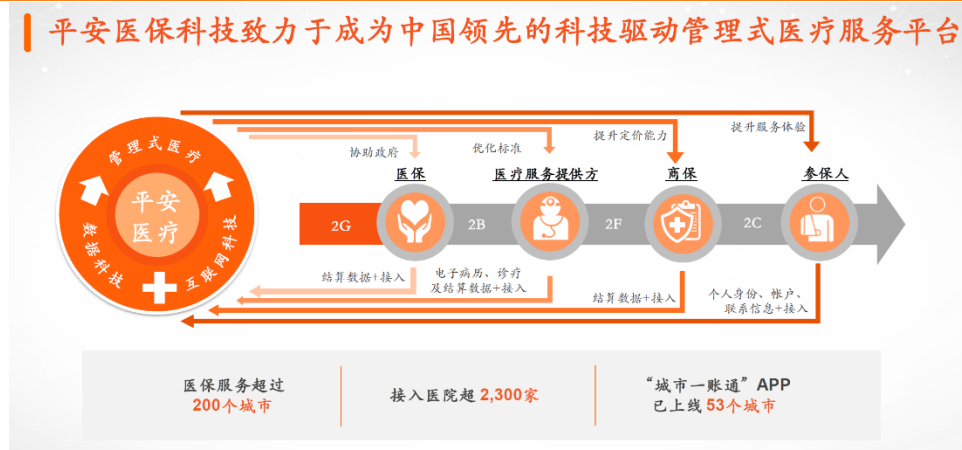 平安医保科技致力于成为中国领先的科技驱动管理式医疗服务平台
管理式医疗
数据科技
互联网科技
平安
医疗
协助政府
优化标准
提升定价能力
提升服务体验
医保
医疗服务提供方
商保
参保人
2G
2B
2F
2C
结算数据+接入
电子病历、诊疗
及结算数据+接入
结算数据+接入
个人身份、帐户、
联系信息+接入
医保服务超过
200个城市
接入医院超 2,300家
“城市一账通” APP
已上线 53个城市